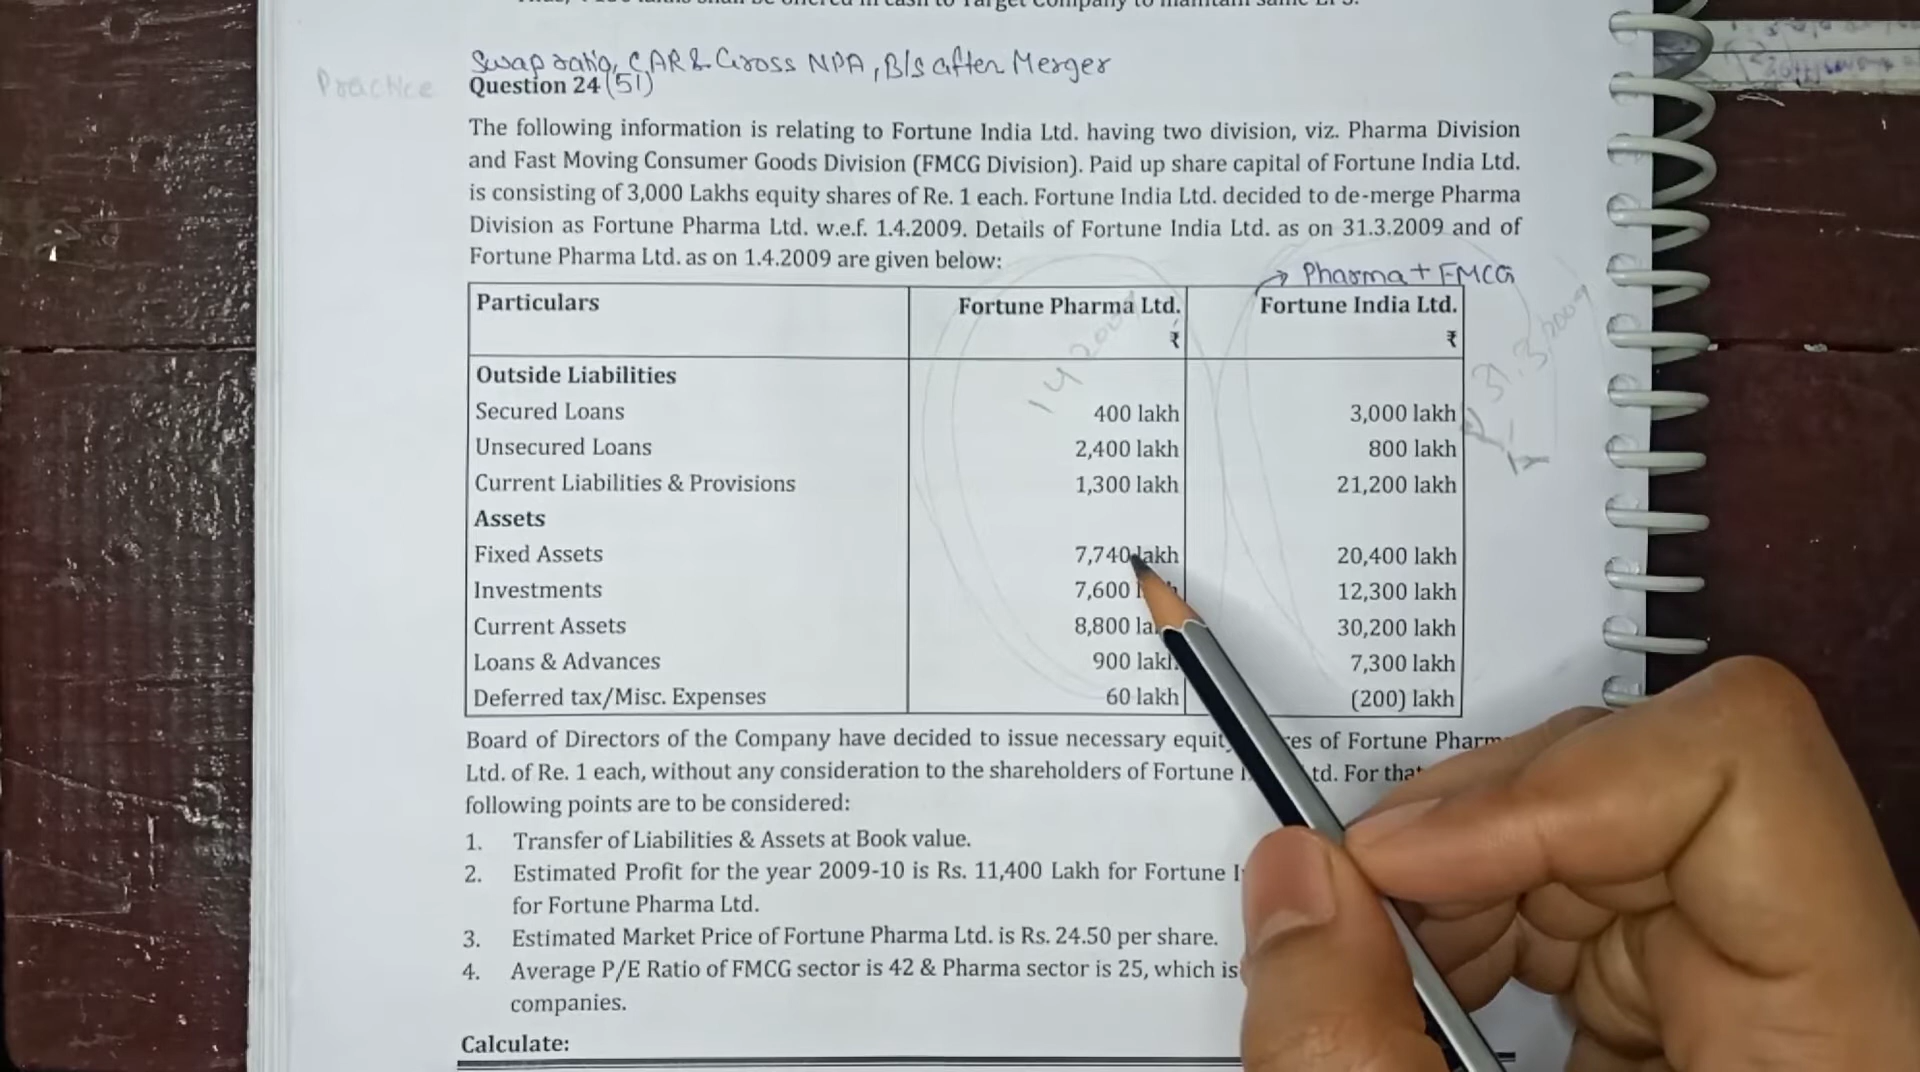 Swap ratio, CAR & Gross NPA, B/s after Merger
Practice
Question 24 (51)
The following information is relating to Fortune India Ltd. having two division, viz. Pharma Division
and Fast Moving Consumer Goods Division (FMCG Division). Paid up share capital of Fortune India Ltd.
is consisting of 3,000 Lakhs equity shares of Re. 1 each. Fortune India Ltd. decided to de-merge Pharma
Division as Fortune Pharma Ltd. w.e.f. 1.4.2009. Details of Fortune India Ltd. as on 31.3.2009 and of
Fortune Pharma Ltd. as on 1.4.2009 are given below:
→ Pharma + FMCG
Particulars Fortune Pharma Ltd. Fortune India Ltd.
₹ ₹
1 4 2009
31.3.2009
Outside Liabilities
Secured Loans 400 lakh 3,000 lakh
Unsecured Loans 2,400 lakh 800 lakh
Current Liabilities & Provisions 1,300 lakh 21,200 lakh
Assets
Fixed Assets 7,740 lakh 20,400 lakh
Investments 7,600 12,300 lakh
Current Assets 8,800 30,200 lakh
Loans & Advances 900 lakh 7,300 lakh
Deferred tax/Misc. Expenses 60 lakh (200) lakh
Board of Directors of the Company have decided to issue necessary of Fortune
Ltd. of Re. 1 each, without any consideration to the shareholders of Fortune Ltd. For
following points are to be considered:
1. Transfer of Liabilities & Assets at Book value.
2. Estimated Profit for the year 2009-10 is Rs. 11,400 Lakh for Fortune
for Fortune Pharma Ltd.
3. Estimated Market Price of Fortune Pharma Ltd. is Rs. 24.50 per share.
4. Average P/E Ratio of FMCG sector is 42 & Pharma sector is 25, which is
companies.
Calculate: